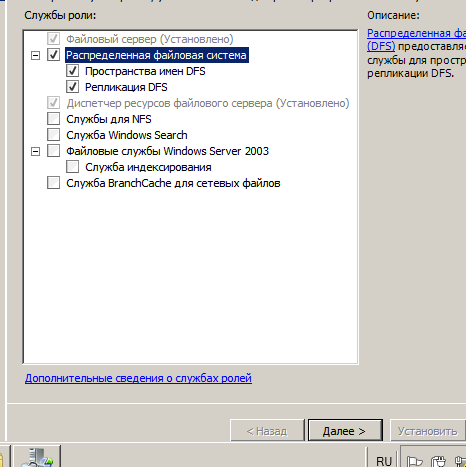 Службы роли:
Описание:
Файловый сервер (Установлено)
Распределенная файловая система
Пространства имен DFS
Репликация DFS
Диспетчер ресурсов файлового сервера (Установлено)
Службы для NFS
Служба Windows Search
Файловые службы Windows Server 2003
Служба индексирования
Служба BranchCache для сетевых файлов
Распределенная
(DFS) предоставляе
службы для простр
репликации DFS.
Дополнительные сведения о службах ролей
< Назад
Далее >
Установить
RU